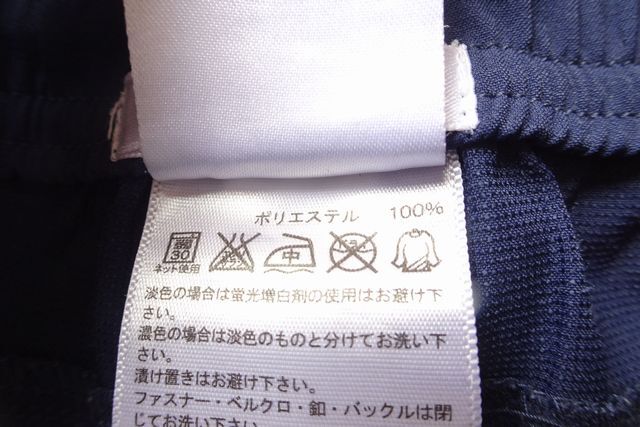 ポリエステル 100%
弱
30
ネット使用
中
淡色の場合は蛍光増白剤の使用はお避け下
さい。
濃色の場合は淡色のものと分けてお洗い下
さい。
漬け置きはお避け下さい。
ファスナー・ベルクロ・釦・バックルは閉
じてお洗い下さい。